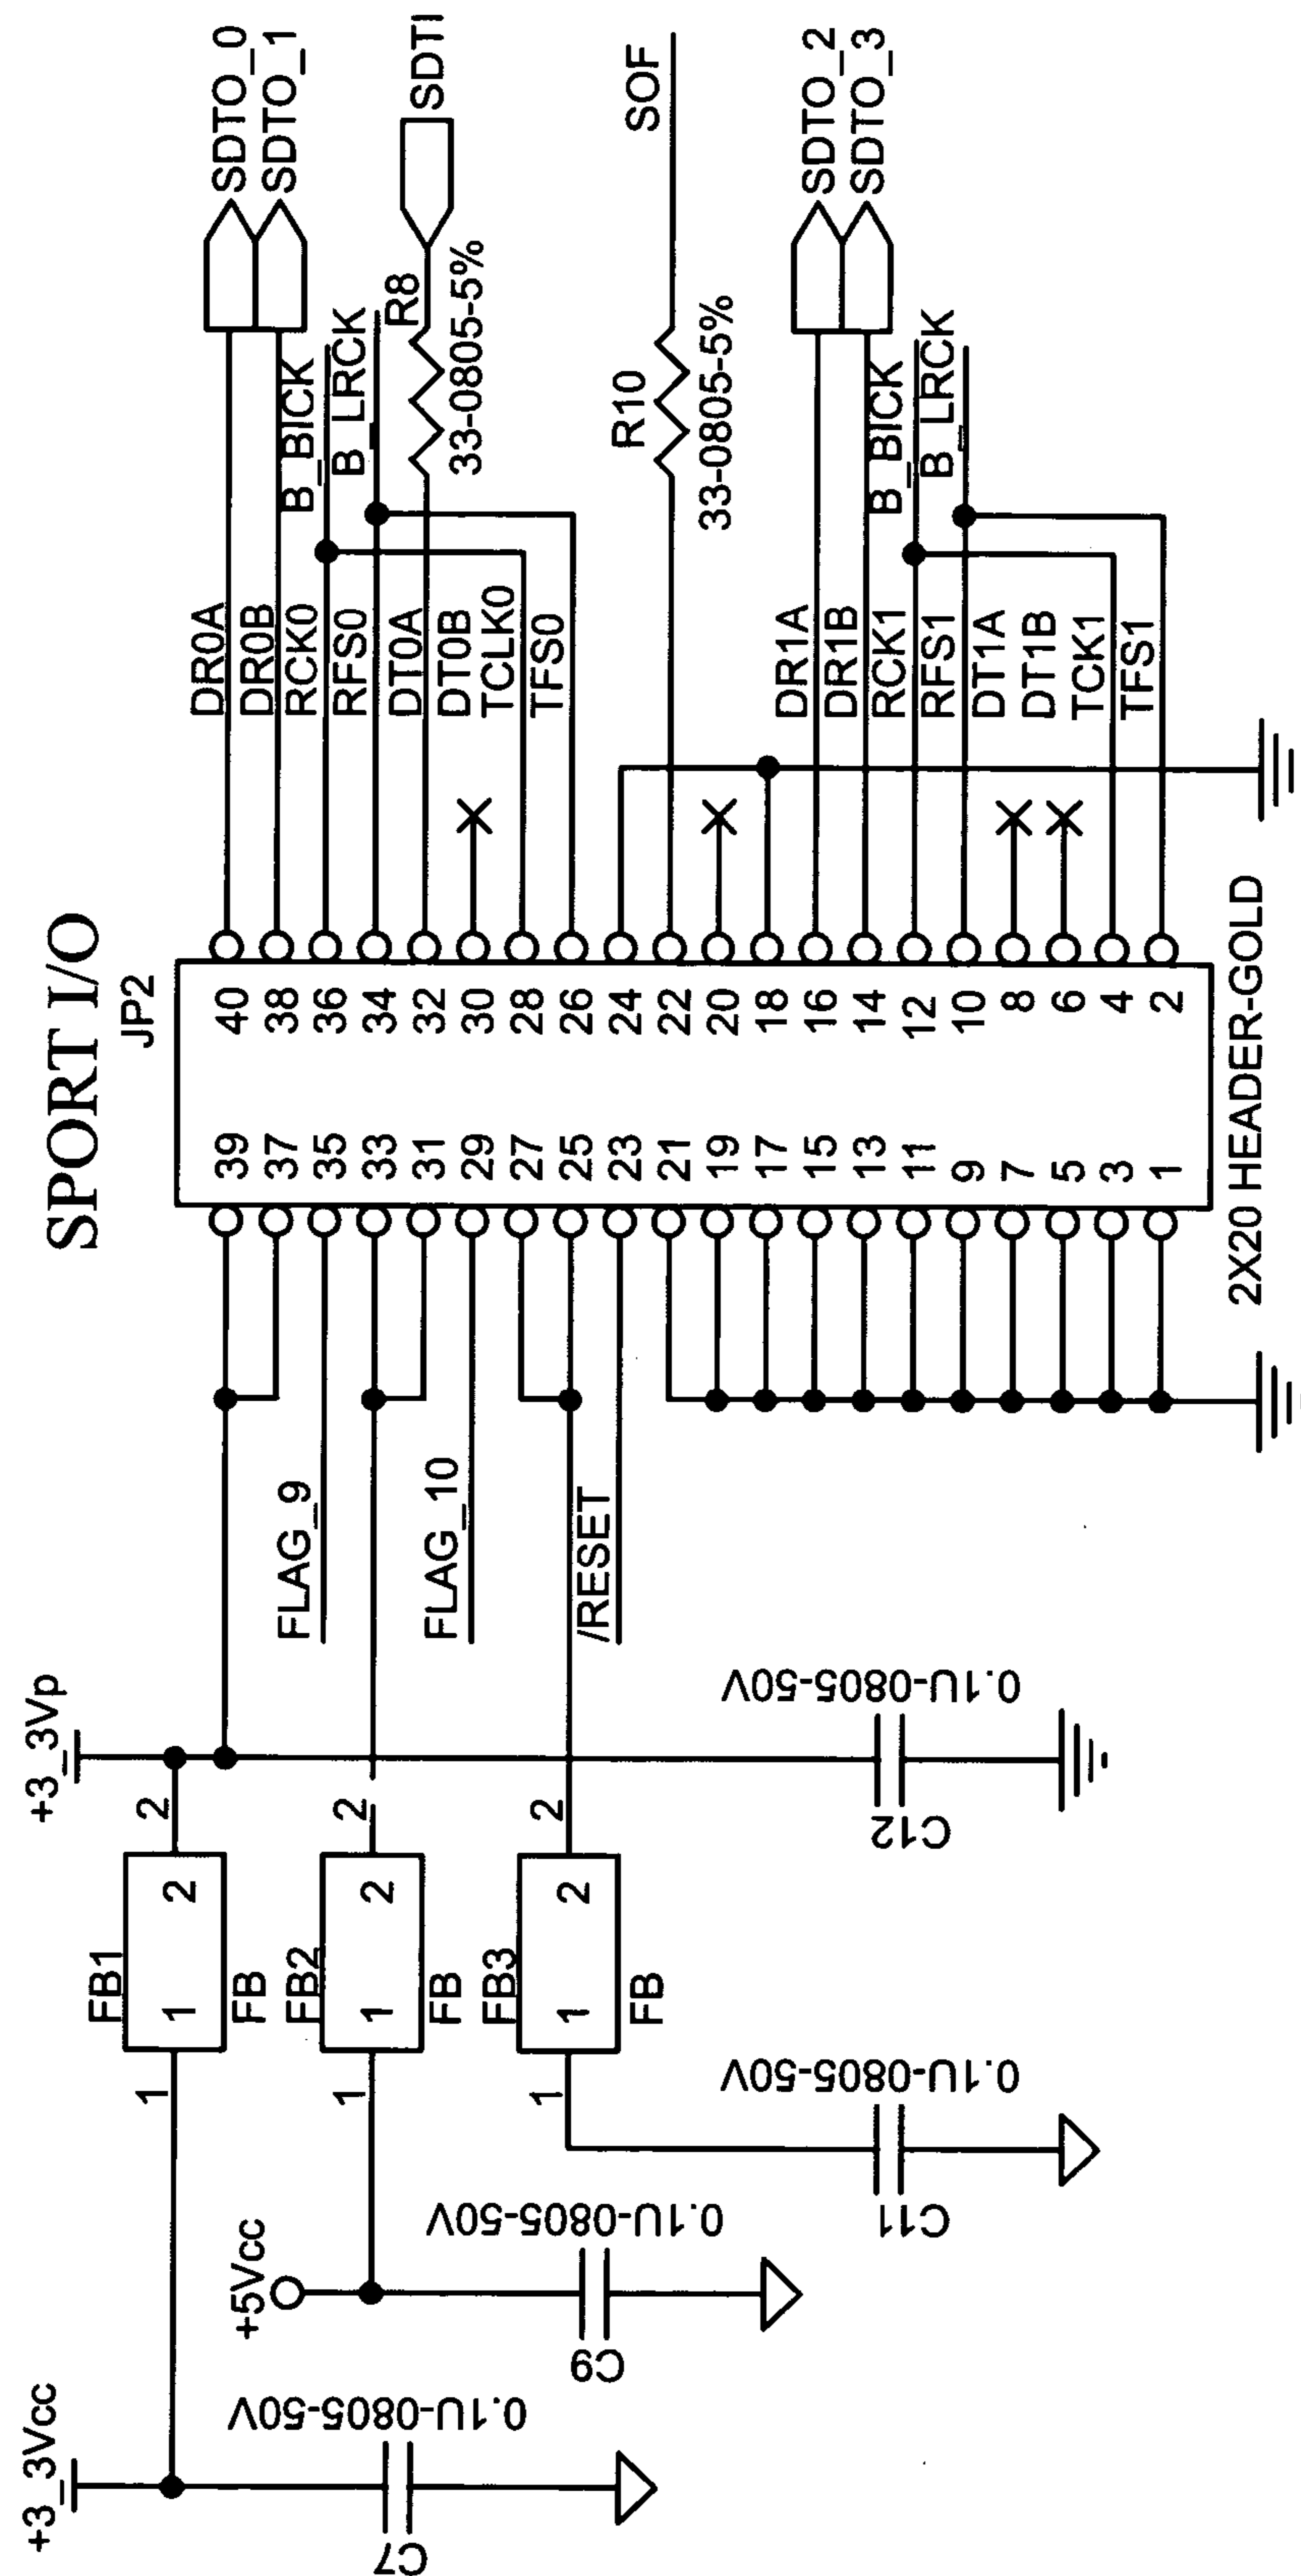 SPORT I/O
JP2
+3_3Vcc
C7
0.1U-0805-50V
+5Vcc
C9
0.1U-0805-50V
C11
0.1U-0805-50V
FB1
1
1 2
2
FB
FB2
1
1 2
2
FB
FB3
1
1 2
2
FB
+3_3Vp
C12
0.1U-0805-50V
FLAG_9
FLAG_10
/RESET
39 40
37 38
35 36
33 34
31 32
29 30
27 28
25 26
23 24
21 22
19 20
17 18
15 16
13 14
11 12
9 10
7 8
5 6
3 4
1 2
2X20 HEADER-GOLD
DR0A
SDTO_0
DR0B
SDTO_1
RCK0
B_BICK
RFS0
B_LRCK
DT0A
R8
SDTI
33-0805-5%
DT0B
TCLK0
TFS0
R10
SOF
33-0805-5%
DR1A
SDTO_2
DR1B
SDTO_3
RCK1
B_BICK
RFS1
B_LRCK
DT1A
DT1B
TCK1
TFS1